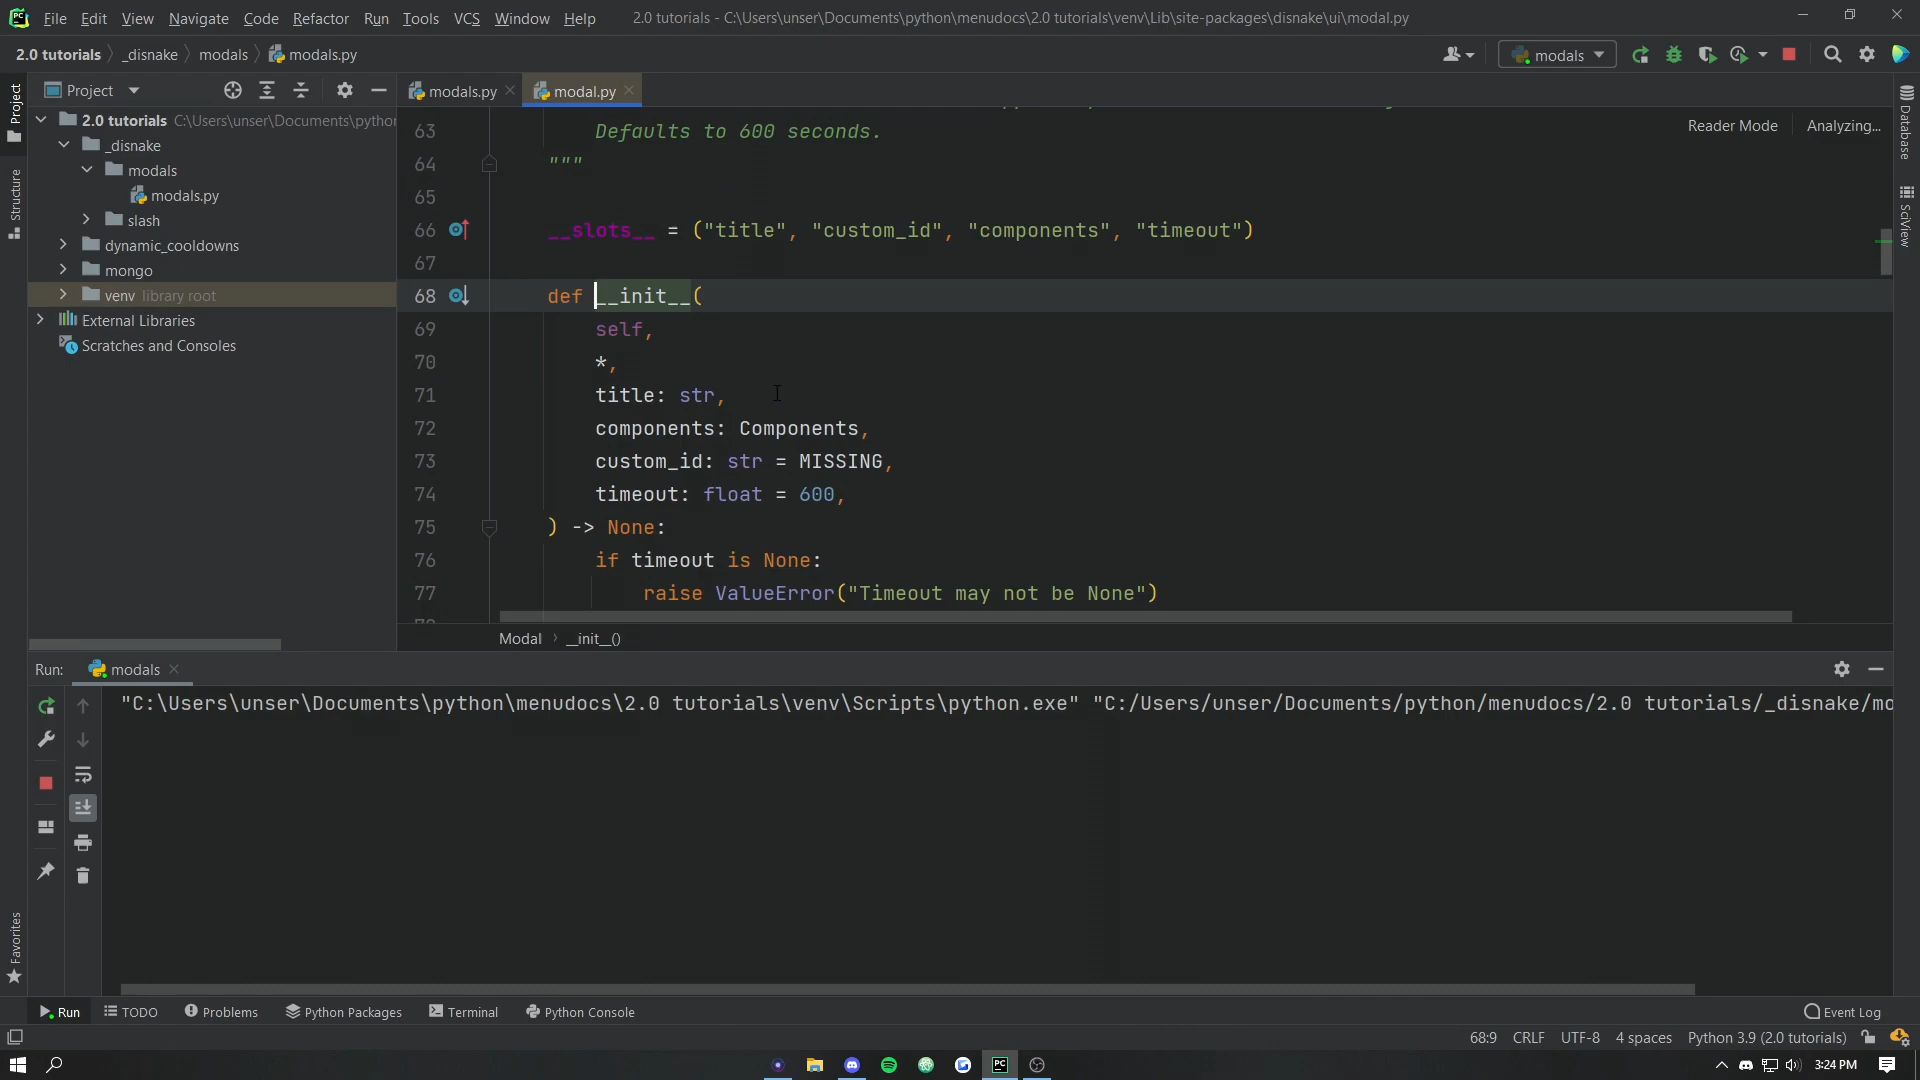 File Edit View Navigate Code Refactor Run Tools VCS Window Help 2.0 tutorials - C:\Users\unser\Documents\python\menudocs\2.0 tutorials\venv\Lib\site-packages\disnake\ui\modal.py
2.0 tutorials _disnake modals modals.py
modals
Project
modals.py
modal.py
Project
Structure
Favorites
2.0 tutorials C:\Users\unser\Documents\pythor
_disnake
modals
modals.py
slash
dynamic_cooldowns
mongo
venv library root
External Libraries
Scratches and Consoles
Reader Mode
Analyzing...
Database
SciView
63 Defaults to 600 seconds.
64 """
65
66 __slots__ = ("title", "custom_id", "components", "timeout")
67
68 def __init__(
69 self,
70 *,
71 title: str,
72 components: Components,
73 custom_id: str = MISSING,
74 timeout: float = 600,
75 ) -> None:
76 if timeout is None:
77 raise ValueError("Timeout may not be None")
Modal __init__()
Run: modals
"C:\Users\unser\Documents\python\menudocs\2.0 tutorials\venv\Scripts\python.exe" "C:/Users/unser/Documents/python/menudocs/2.0 tutorials/_disnake/mo
Run TODO Problems Python Packages Terminal Python Console Event Log
68:9 CRLF UTF-8 4 spaces Python 3.9 (2.0 tutorials)
3:24 PM